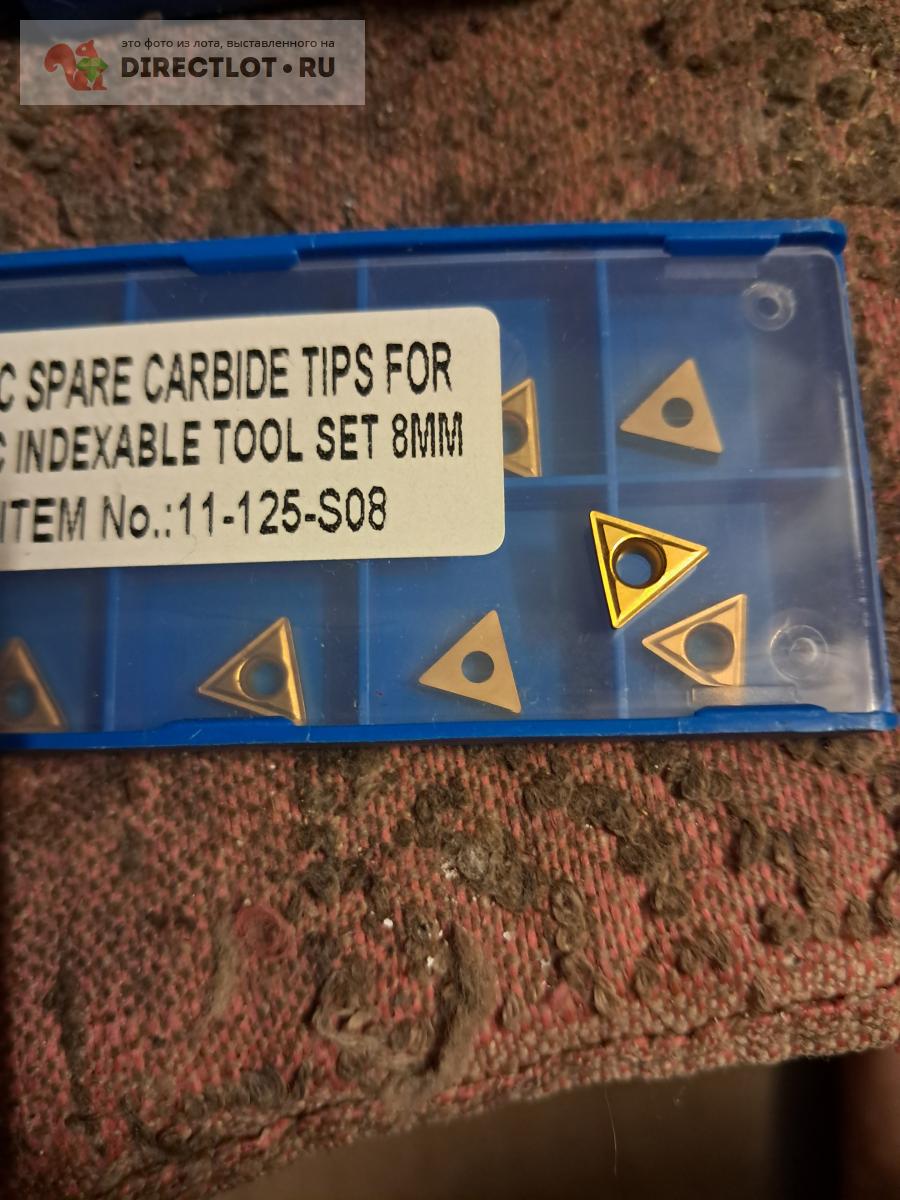 это фото из лота, выставленного на
DIRECTLOT•RU
C SPARE CARBIDE TIPS FOR
C INDEXABLE TOOL SET 8MM
ITEM No.:11-125-S08